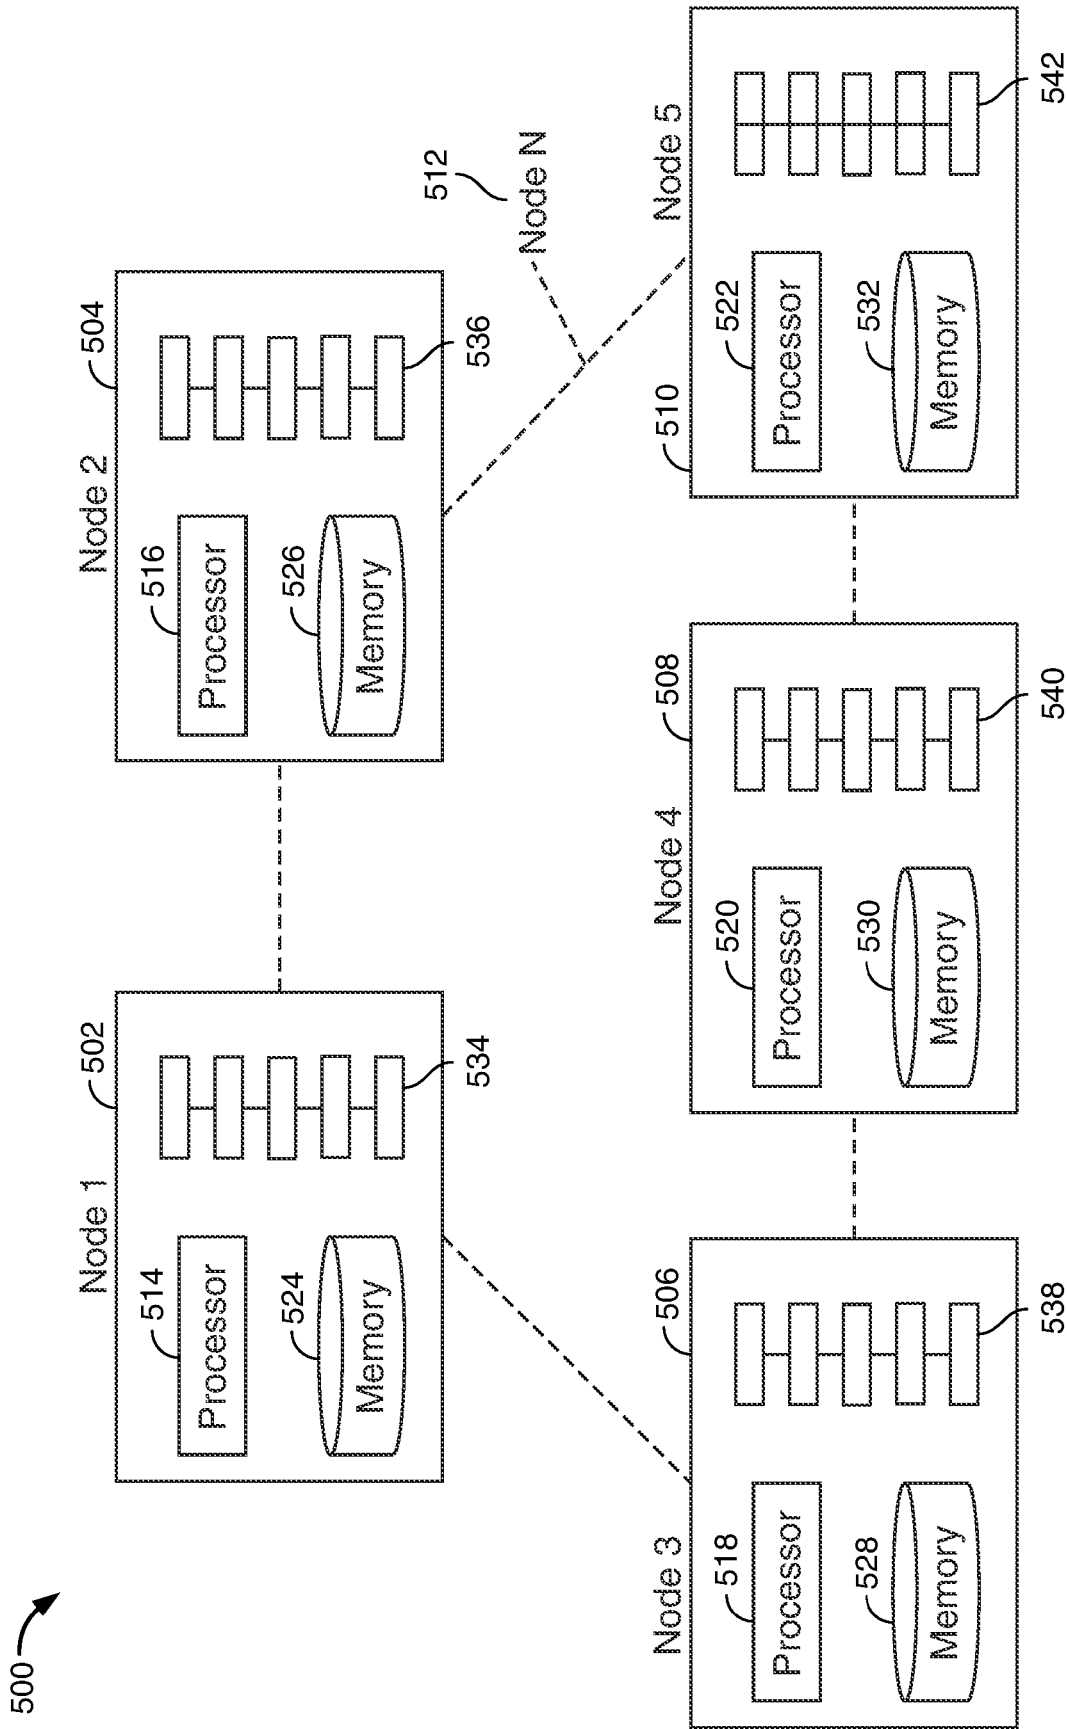 500
Node 1
502
514
Processor
524
Memory
534
Node 2
504
516
Processor
526
Memory
536
512
Node N
Node 3
506
518
Processor
528
Memory
538
Node 4
508
520
Processor
530
Memory
540
Node 5
510
522
Processor
532
Memory
542